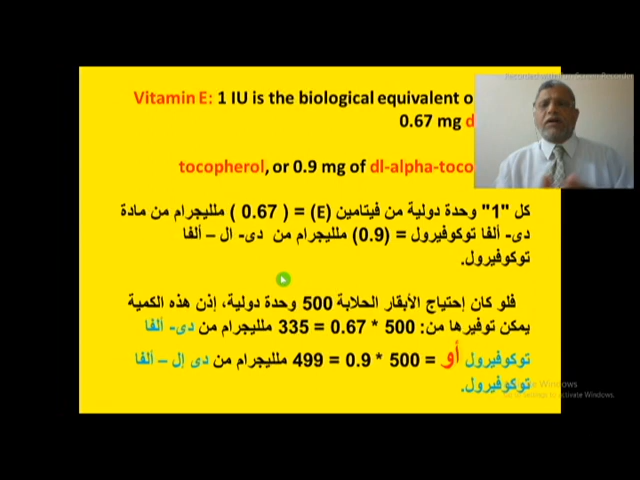 Vitamin E: 1 IU is the biological equivalent o
0.67 mg d
tocopherol, or 0.9 mg of dl-alpha-toco
كل "1" وحدة دولية من فيتامين (E) = ( 0.67 ) ملليجرام من مادة
دى- ألفا توكوفيرول = (0.9) ملليجرام من دى- ال – ألفا
توكوفيرول.
فلو كان إحتياج الأبقار الحلابة 500 وحدة دولية، إذن هذه الكمية
يمكن توفيرها من: 500 * 0.67 = 335 ملليجرام من دى- ألفا
توكوفيرول أو = 500 * 0.9 = 499 ملليجرام من دى إل – ألفا
توكوفيرول.